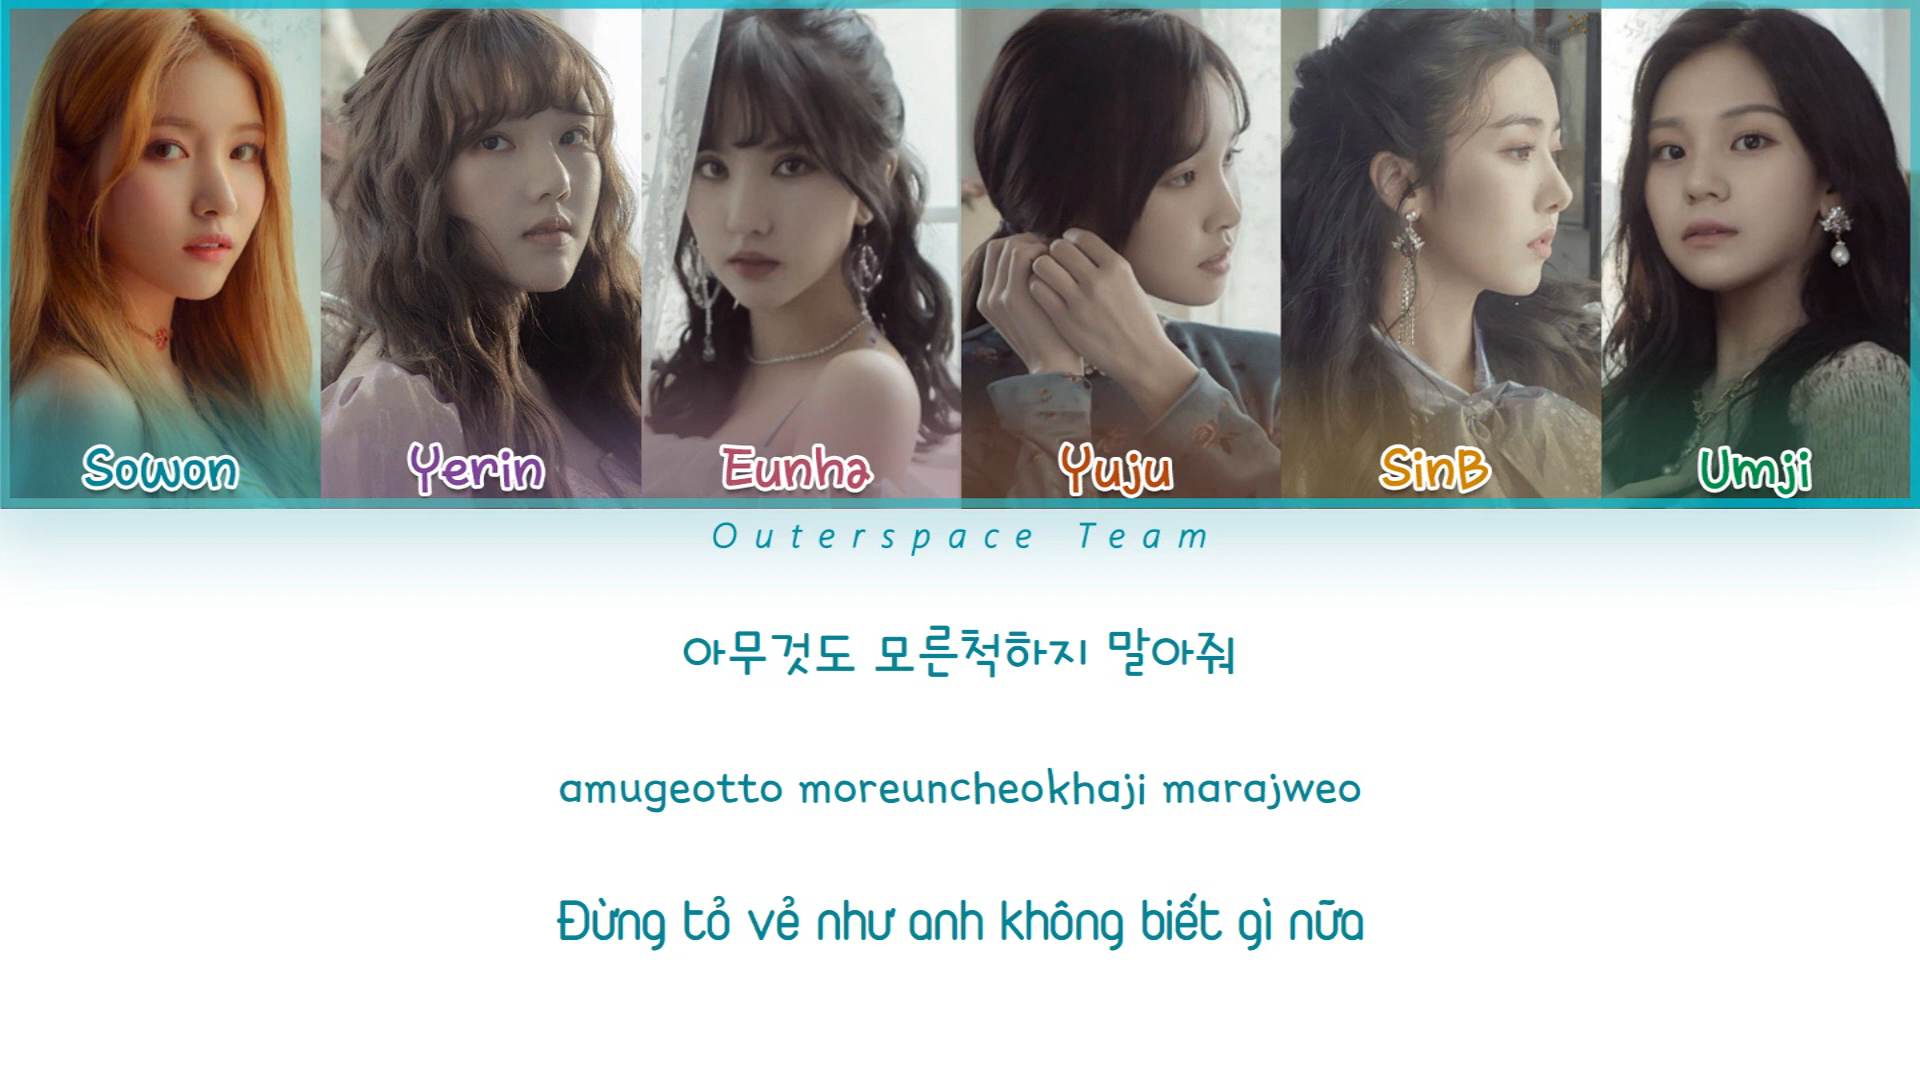 Sowon
Yerin
Eunha
Yuju
SinB
Umji
Outerspace Team
아무것도 모른척하지 말아줘
amugeotto moreuncheokhaji marajweo
Đừng tỏ vẻ như anh không biết gì nữa